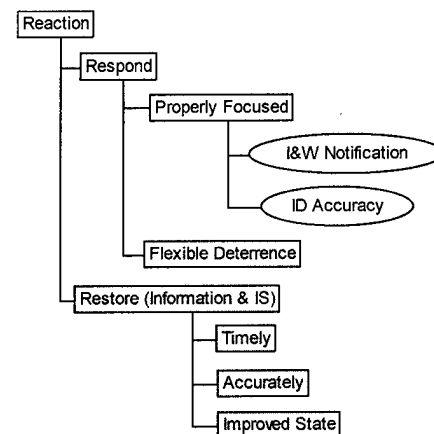 Reaction
Respond
Properly Focused
I&W Notification
ID Accuracy
Flexible Deterrence
Restore (Information & IS)
Timely
Accurately
Improved State